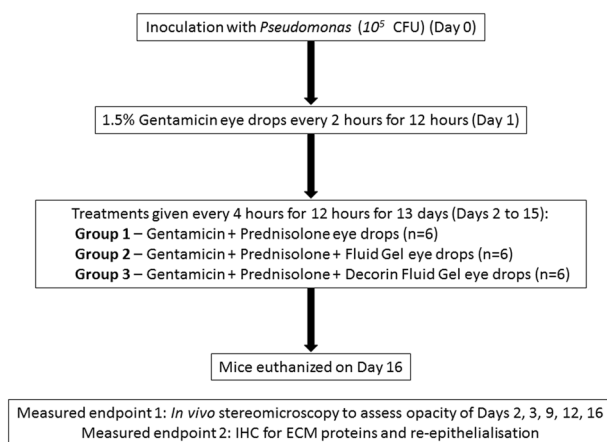 Inoculation with Pseudomonas (10⁵ CFU) (Day 0)
1.5% Gentamicin eye drops every 2 hours for 12 hours (Day 1)
Treatments given every 4 hours for 12 hours for 13 days (Days 2 to 15):
Group 1 – Gentamicin + Prednisolone eye drops (n=6)
Group 2 – Gentamicin + Prednisolone + Fluid Gel eye drops (n=6)
Group 3 – Gentamicin + Prednisolone + Decorin Fluid Gel eye drops (n=6)
Mice euthanized on Day 16
Measured endpoint 1: In vivo stereomicroscopy to assess opacity of Days 2, 3, 9, 12, 16
Measured endpoint 2: IHC for ECM proteins and re-epithelialisation